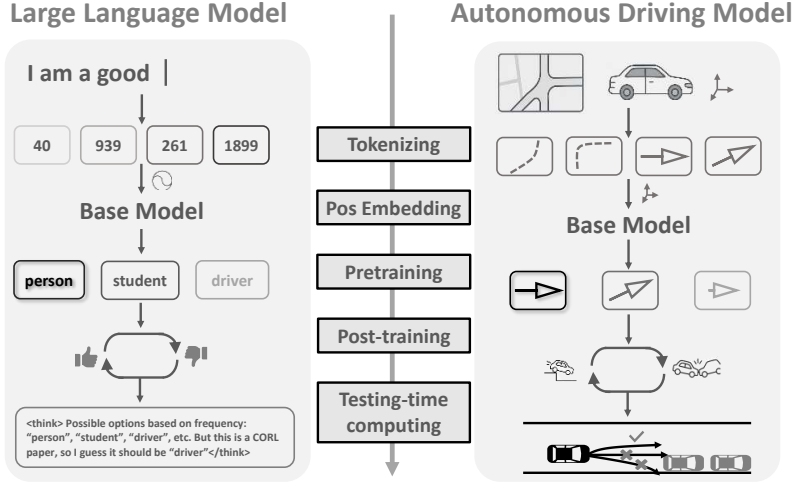 Large Language Model
Autonomous Driving Model
I am a good |
40 939 261 1899
Base Model
person student driver
<think> Possible options based on frequency:
“person”, “student”, “driver”, etc. But this is a CORL
paper, so I guess it should be “driver”</think>
Tokenizing
Pos Embedding
Pretraining
Post-training
Testing-time
computing
Base Model